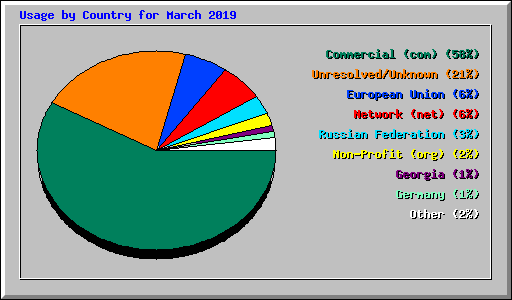 Usage by Country for March 2019
Commercial (com) (58%)
Unresolved/Unknown (21%)
European Union (6%)
Network (net) (6%)
Russian Federation (3%)
Non-Profit (org) (2%)
Georgia (1%)
Germany (1%)
Other (2%)